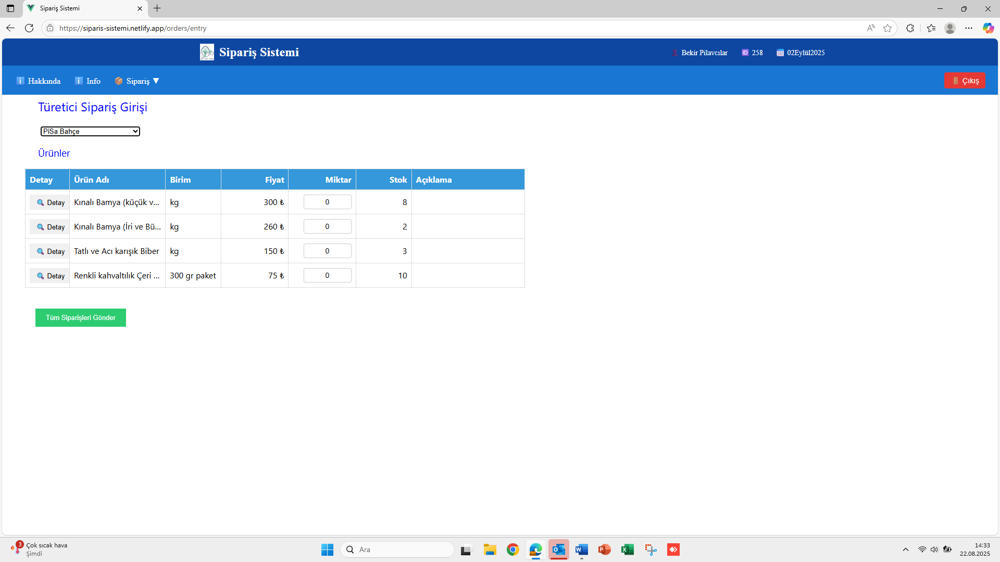 Sipariş Sistemi
https://siparis-sistemi.netlify.app/orders/entry
Sipariş Sistemi
Bekir Pilavcılar
ID 258
02Eylül2025
Hakkında
Info
Sipariş ▼
Çıkış
Türetici Sipariş Girişi
PiSa Bahçe
Ürünler
Detay Ürün Adı Birim Fiyat Miktar Stok Açıklama
Detay Kınalı Bamya (küçük v... kg 300 ₺ 0 8
Detay Kınalı Bamya (İri ve Bü... kg 260 ₺ 0 2
Detay Tatlı ve Acı karışık Biber kg 150 ₺ 0 3
Detay Renkli kahvaltılık Çeri ... 300 gr paket 75 ₺ 0 10
Tüm Siparişleri Gönder
3
Çok sıcak hava
Şimdi
Ara
14:33
22.08.2025